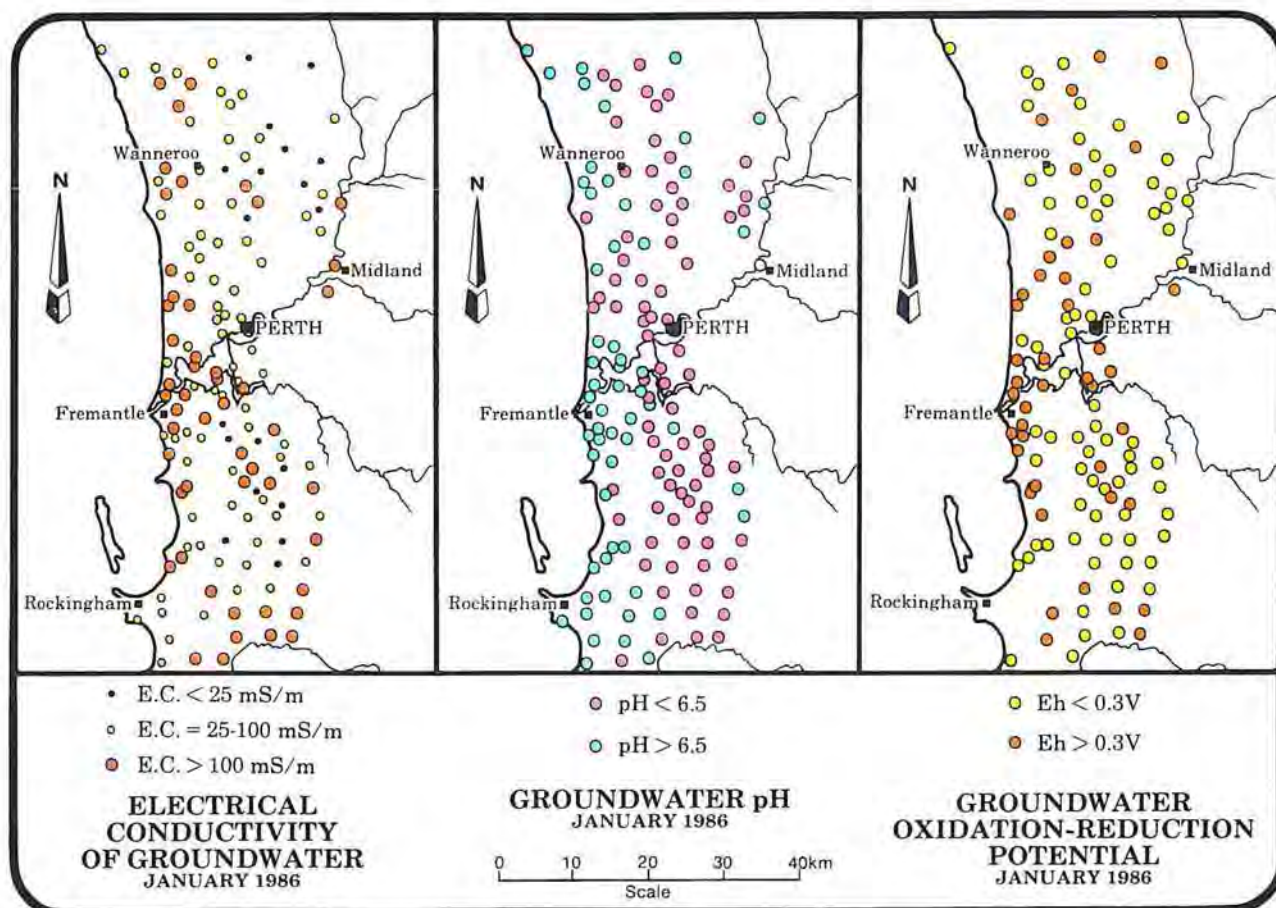 N
Wanneroo
Midland
PERTH
Fremantle
Rockingham
E.C. < 25 mS/m
E.C. = 25-100 mS/m
E.C. > 100 mS/m
ELECTRICAL
CONDUCTIVITY
OF GROUNDWATER
JANUARY 1986
N
Wanneroo
Midland
PERTH
Fremantle
Rockingham
pH < 6.5
pH > 6.5
GROUNDWATER pH
JANUARY 1986
0 10 20 30 40km
Scale
N
Wanneroo
Midland
PERTH
Fremantle
Rockingham
Eh < 0.3V
Eh > 0.3V
GROUNDWATER
OXIDATION-REDUCTION
POTENTIAL
JANUARY 1986